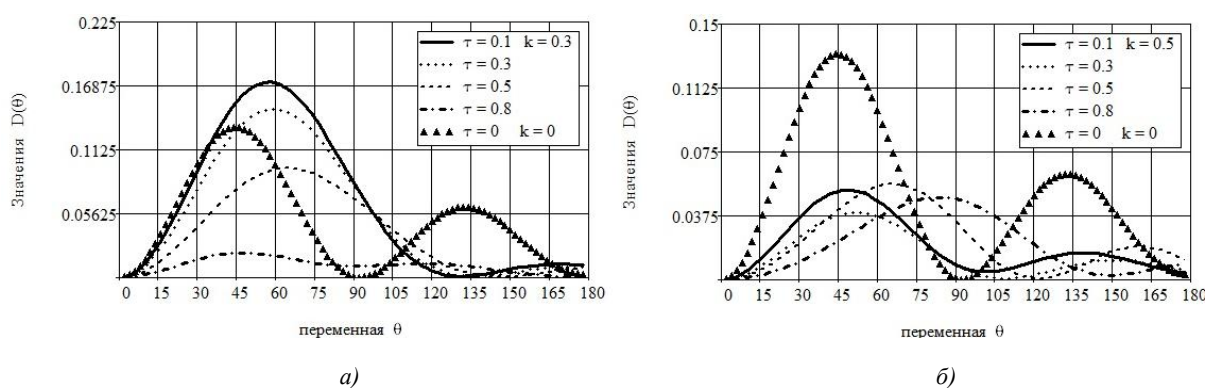 0.225
0.16875
0.1125
0.05625
Значения D(θ)
τ = 0.1 k = 0.3
τ = 0.3
τ = 0.5
τ = 0.8
τ = 0 k = 0
0 15 30 45 60 75 90 105 120 135 150 165 180
переменная θ
а)
0.15
0.1125
0.075
0.0375
Значения D(θ)
τ = 0.1 k = 0.5
τ = 0.3
τ = 0.5
τ = 0.8
τ = 0 k = 0
0 15 30 45 60 75 90 105 120 135 150 165 180
переменная θ
б)